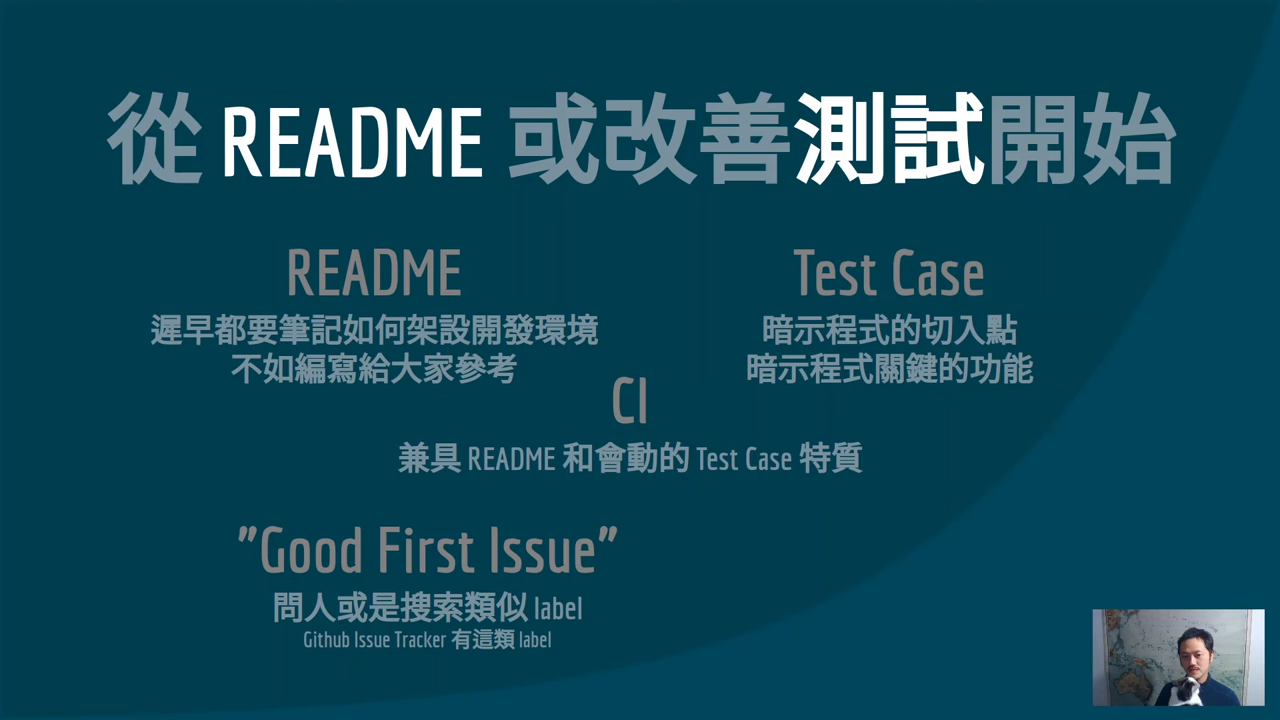 從 README 或改善測試開始
README
遲早都要筆記如何架設開發環境
不如編寫給大家參考
Test Case
暗示程式的切入點
暗示程式關鍵的功能
CI
兼具 README 和會動的 Test Case 特質
"Good First Issue"
問人或是搜索類似 label
Github Issue Tracker 有這類 label